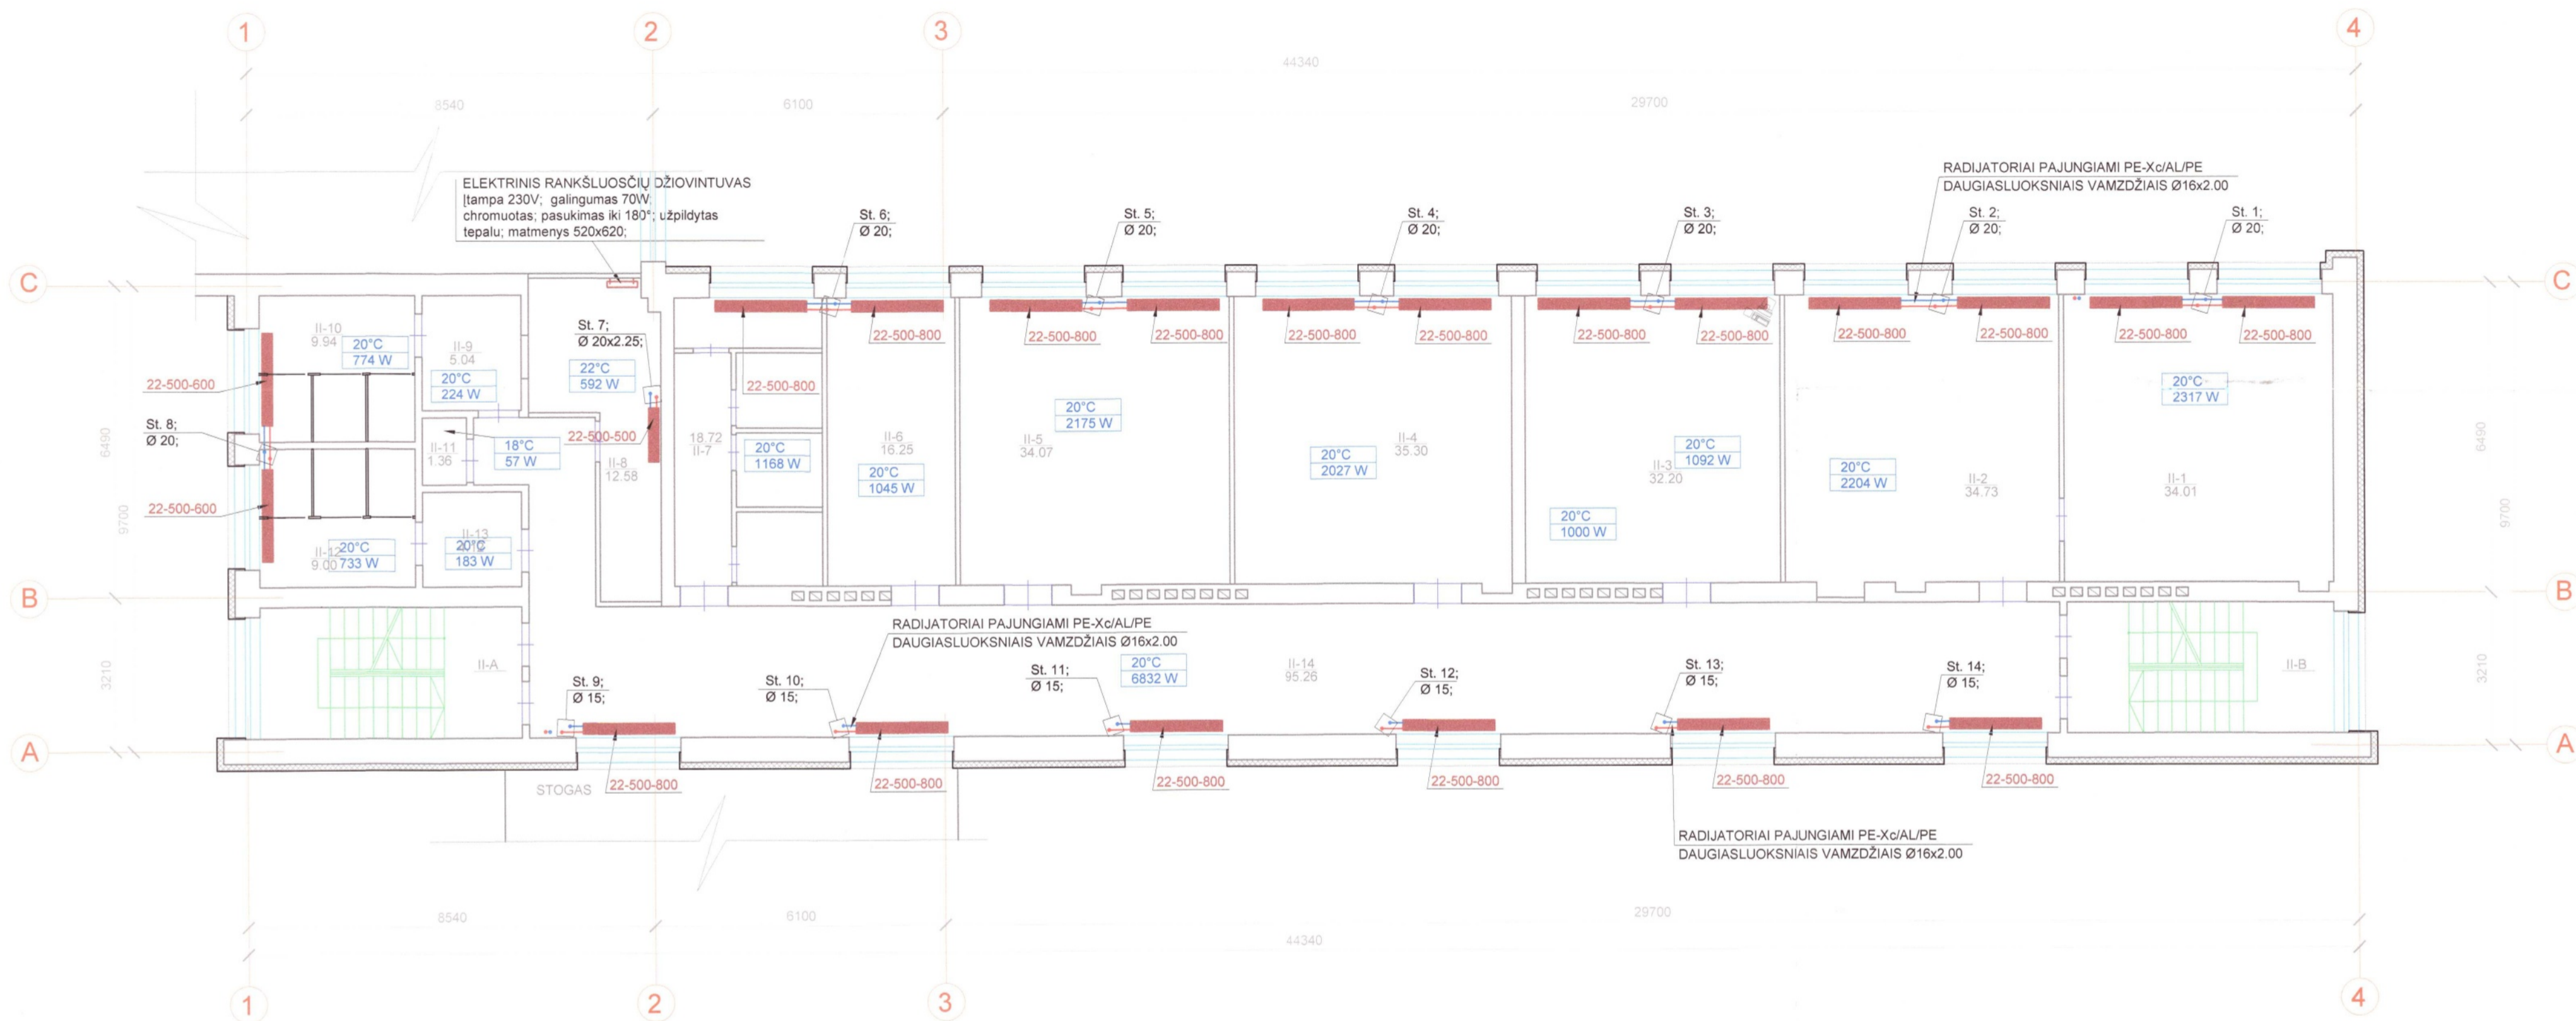 1
2
3
4
44340
8540
6100
29700
ELEKTRINIS RANKŠLUOSČIŲ DŽIOVINTUVAS
Įtampa 230V; galingumas 70W;
chromuotas; pasukimas iki 180°; užpildytas
tepalu; matmenys 520x620;
RADIJATORIAI PAJUNGIAMI PE-Xc/AL/PE
DAUGIASLUOKSNIAIS VAMZDŽIAIS Ø16x2.00
St. 6;
Ø 20;
St. 5;
Ø 20;
St. 4;
Ø 20;
St. 3;
Ø 20;
St. 2;
Ø 20;
St. 1;
Ø 20;
C
C
22-500-800
22-500-800
22-500-800
22-500-800
22-500-800
22-500-800
22-500-800
22-500-800
22-500-800
22-500-800
22-500-800
22-500-800
St. 7;
Ø 20x2.25;
II-10
9.94
20°C
774 W
II-9
5.04
20°C
224 W
22°C
592 W
22-500-600
St. 8;
Ø 20;
22-500-600
II-11
1.36
18°C
57 W
22-500-500
II-8
12.58
18.72
II-7
20°C
1168 W
II-6
16.25
20°C
1045 W
II-5
34.07
20°C
2175 W
20°C
2027 W
II-4
35.30
II-3
32.20
20°C
1092 W
20°C
1000 W
20°C
2204 W
II-2
34.73
20°C
2317 W
II-1
34.01
II-12
9.00
20°C
733 W
II-13
20°C
183 W
6490
9700
3210
6490
9700
3210
B
B
RADIJATORIAI PAJUNGIAMI PE-Xc/AL/PE
DAUGIASLUOKSNIAIS VAMZDŽIAIS Ø16x2.00
II-A
II-B
20°C
6832 W
II-14
95.26
St. 9;
Ø 15;
St. 10;
Ø 15;
St. 11;
Ø 15;
St. 12;
Ø 15;
St. 13;
Ø 15;
St. 14;
Ø 15;
A
A
STOGAS
22-500-800
22-500-800
22-500-800
22-500-800
22-500-800
22-500-800
RADIJATORIAI PAJUNGIAMI PE-Xc/AL/PE
DAUGIASLUOKSNIAIS VAMZDŽIAIS Ø16x2.00
8540
6100
29700
44340
1
2
3
4